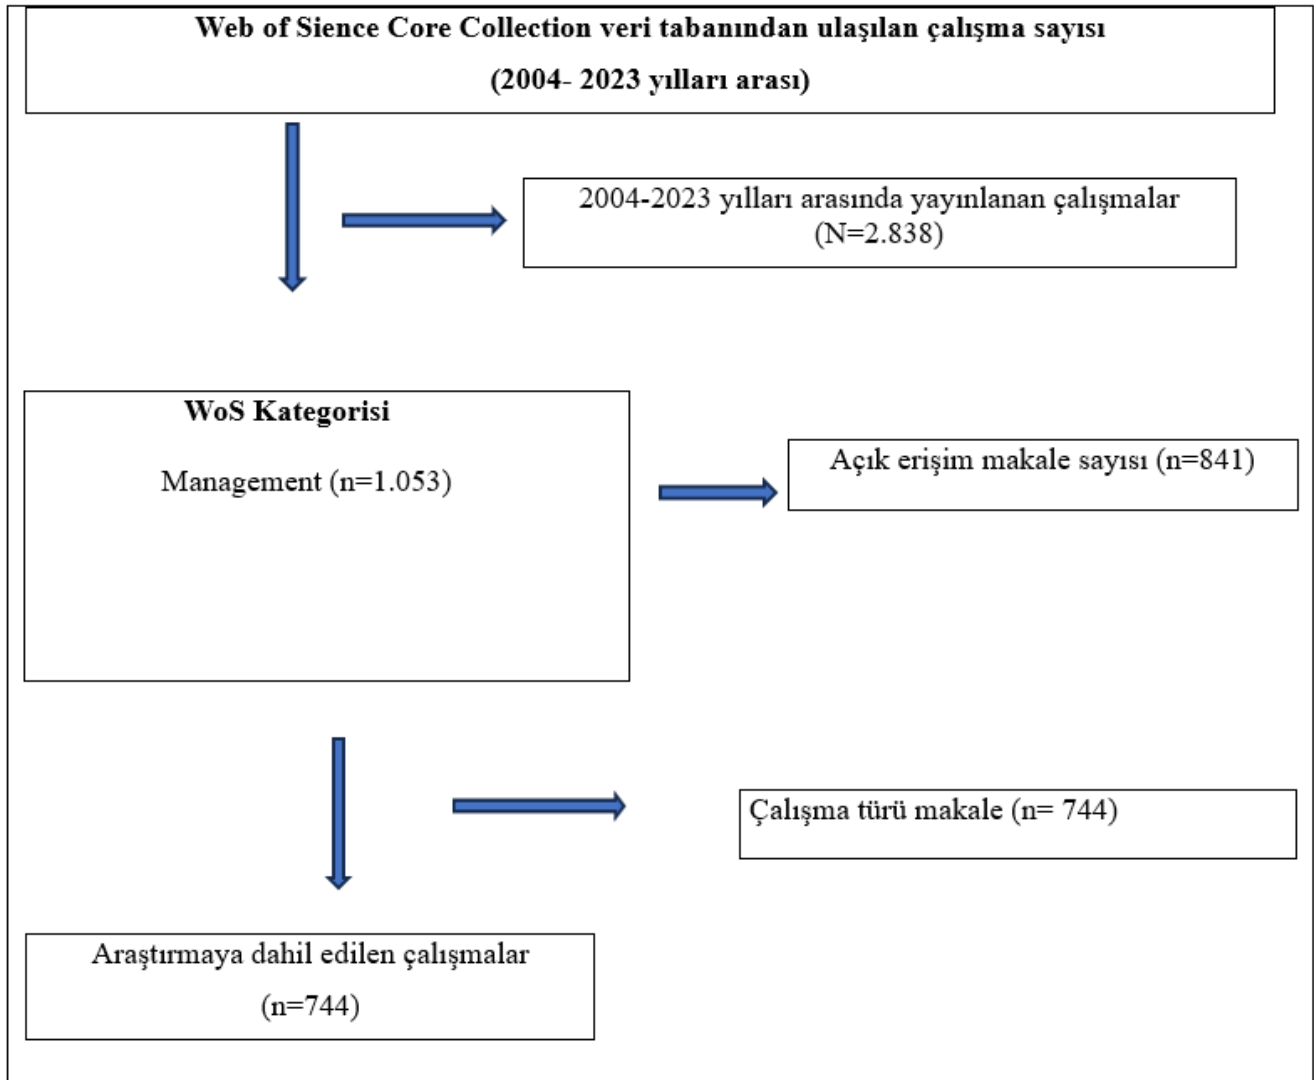 Web of Sience Core Collection veri tabanından ulaşılan çalışma sayısı
(2004- 2023 yılları arası)
2004-2023 yılları arasında yayınlanan çalışmalar
(N=2.838)
WoS Kategorisi
Management (n=1.053)
Açık erişim makale sayısı (n=841)
Çalışma türü makale (n= 744)
Araştırmaya dahil edilen çalışmalar
(n=744)